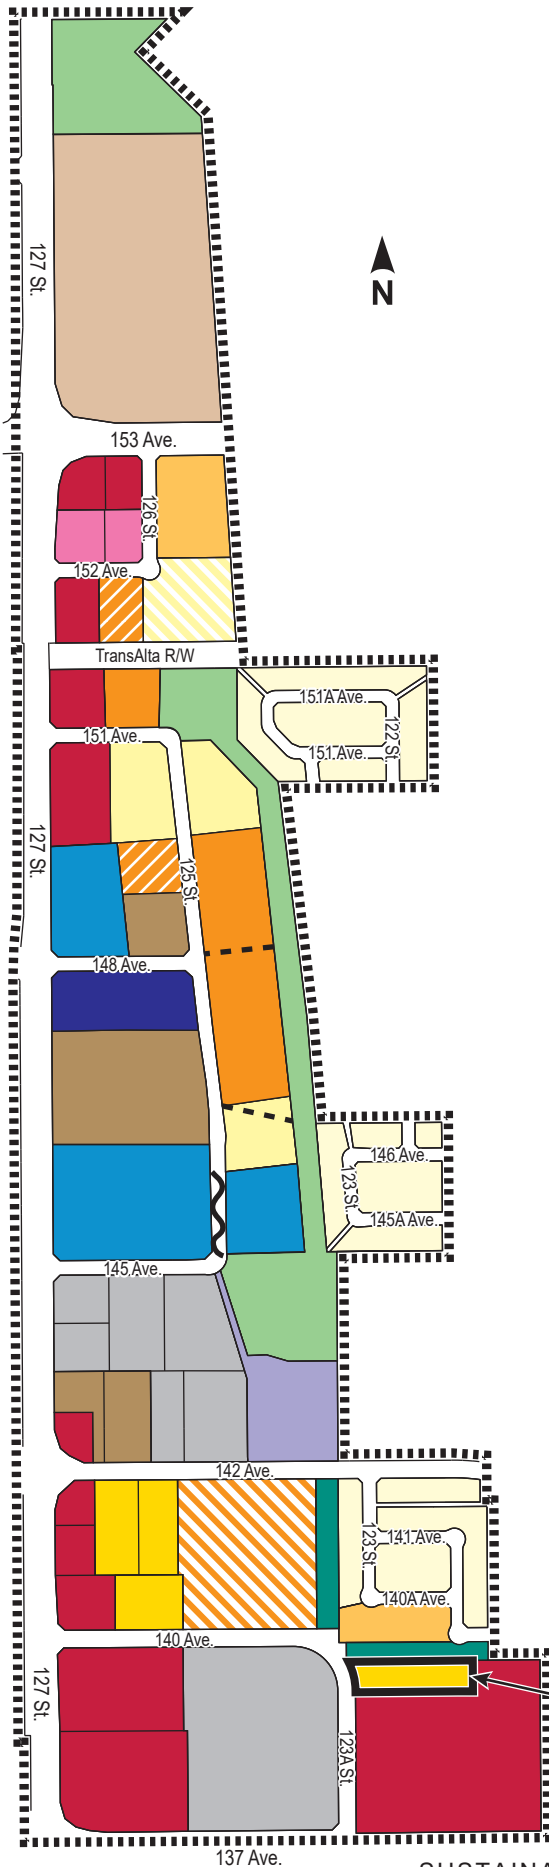 127 St.
N
153 Ave.
126 St.
152 Ave.
TransAlta R/W
151A Ave.
122 St
151 Ave.
151 Ave.
127 St.
125 St.
148 Ave.
146 Ave.
123 St.
145A Ave.
145 Ave.
142 Ave.
123 St.
141 Ave.
140A Ave.
140 Ave.
127 St.
123A St.
137 Ave.